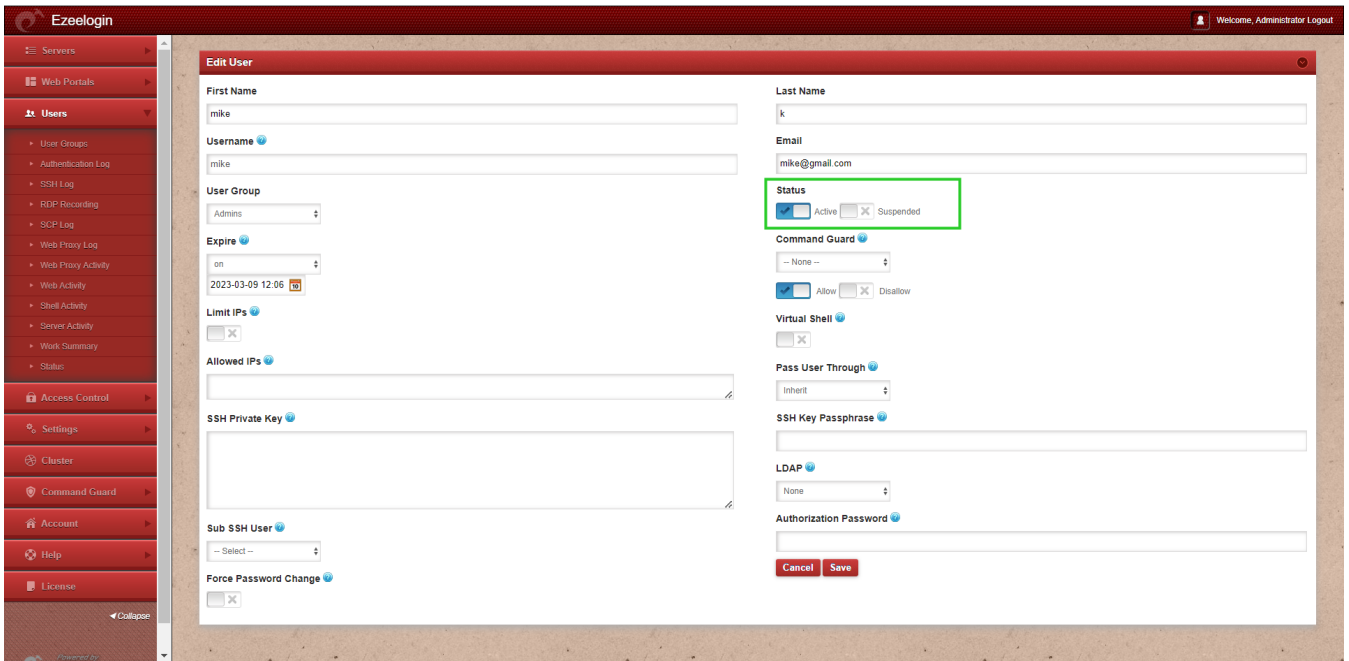 Ezeelogin
Welcome, Administrator Logout
Servers
Web Portals
Users
User Groups
Authentication Log
SSH Log
RDP Recording
SCP Log
Web Proxy Log
Web Proxy Activity
Web Activity
Shell Activity
Server Activity
Work Summary
Status
Access Control
Settings
Cluster
Command Guard
Account
Help
License
Collapse
Powered by
Edit User
First Name
mike
Username
mike
User Group
Admins
Expire
on
2023-03-09 12:06
Limit IPs
Allowed IPs
SSH Private Key
Sub SSH User
-- Select --
Force Password Change
Last Name
k
Email
mike@gmail.com
Status
Active Suspended
Command Guard
-- None --
Allow Disallow
Virtual Shell
Pass User Through
Inherit
SSH Key Passphrase
LDAP
None
Authorization Password
Cancel Save